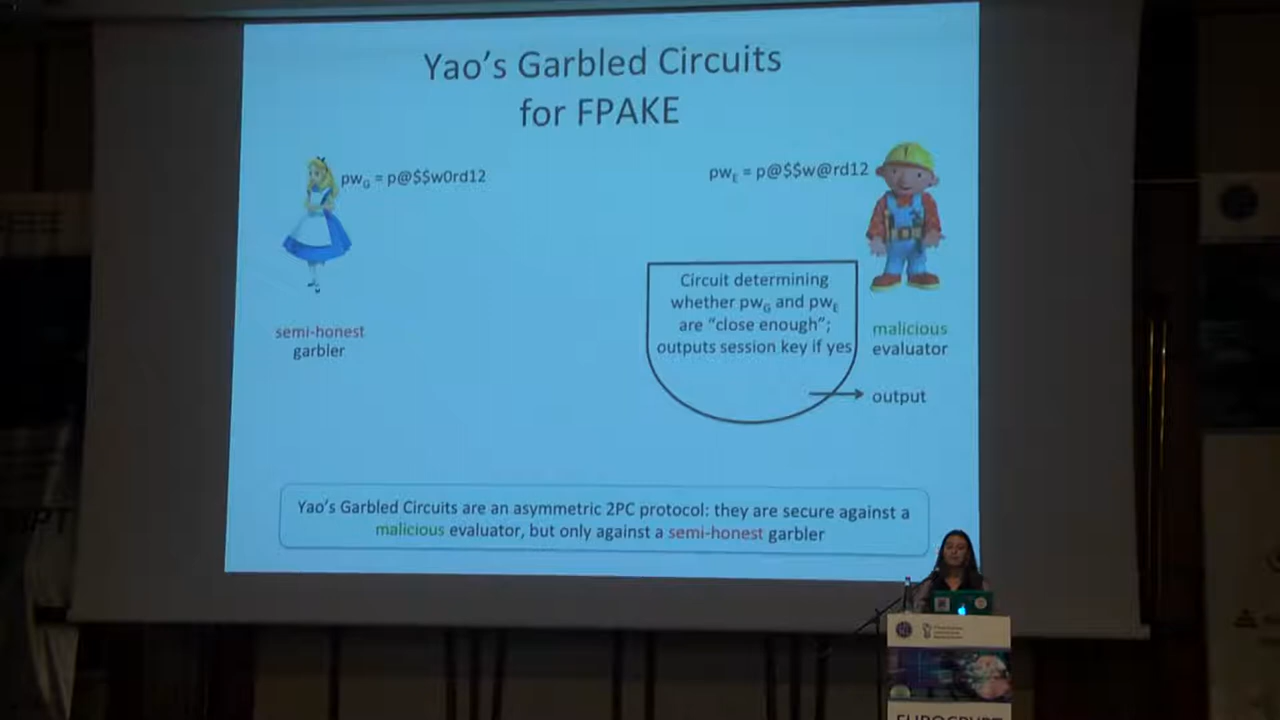 Yao's Garbled Circuits
for FPAKE
pwG = p@$$w0rd12
pwE = p@$$w@rd12
Circuit determining
whether pwG and pwE
are "close enough";
outputs session key if yes
semi-honest
garbler
malicious
evaluator
output
Yao's Garbled Circuits are an asymmetric 2PC protocol: they are secure against a
malicious evaluator, but only against a semi-honest garbler
EUROCRYPT